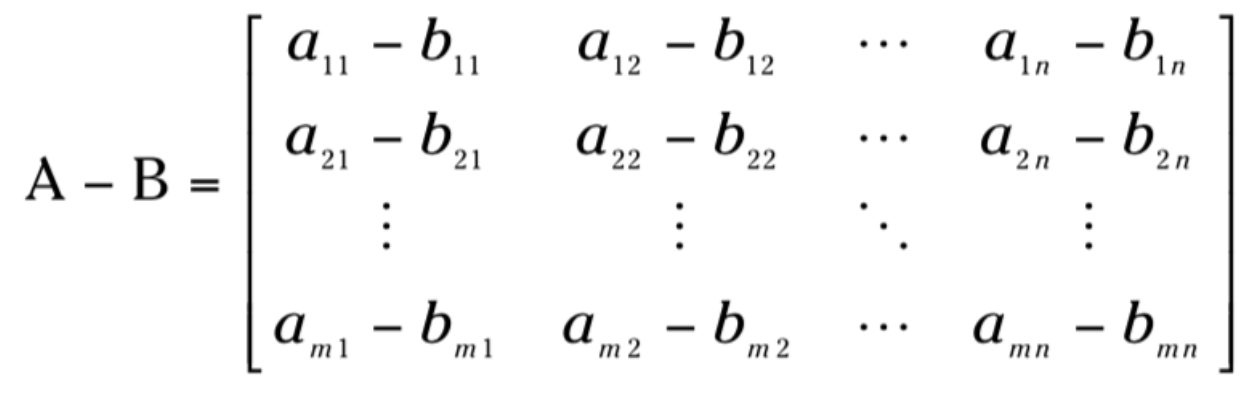 a₁₁ − b₁₁ a₁₂ − b₁₂ ⋯ a₁ₙ − b₁ₙ
a₂₁ − b₂₁ a₂₂ − b₂₂ ⋯ a₂ₙ − b₂ₙ
A − B =
⋮ ⋮ ⋱ ⋮
aₘ₁ − bₘ₁ aₘ₂ − bₘ₂ ⋯ aₘₙ − bₘₙ